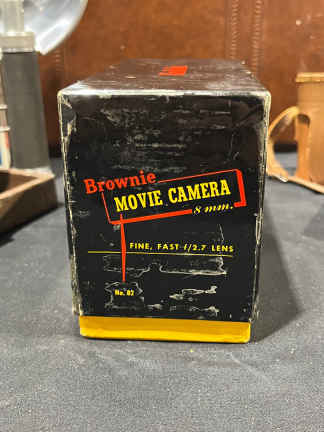 Brownie
MOVIE CAMERA
8 mm.
FINE, FAST f/2.7 LENS
No. 82